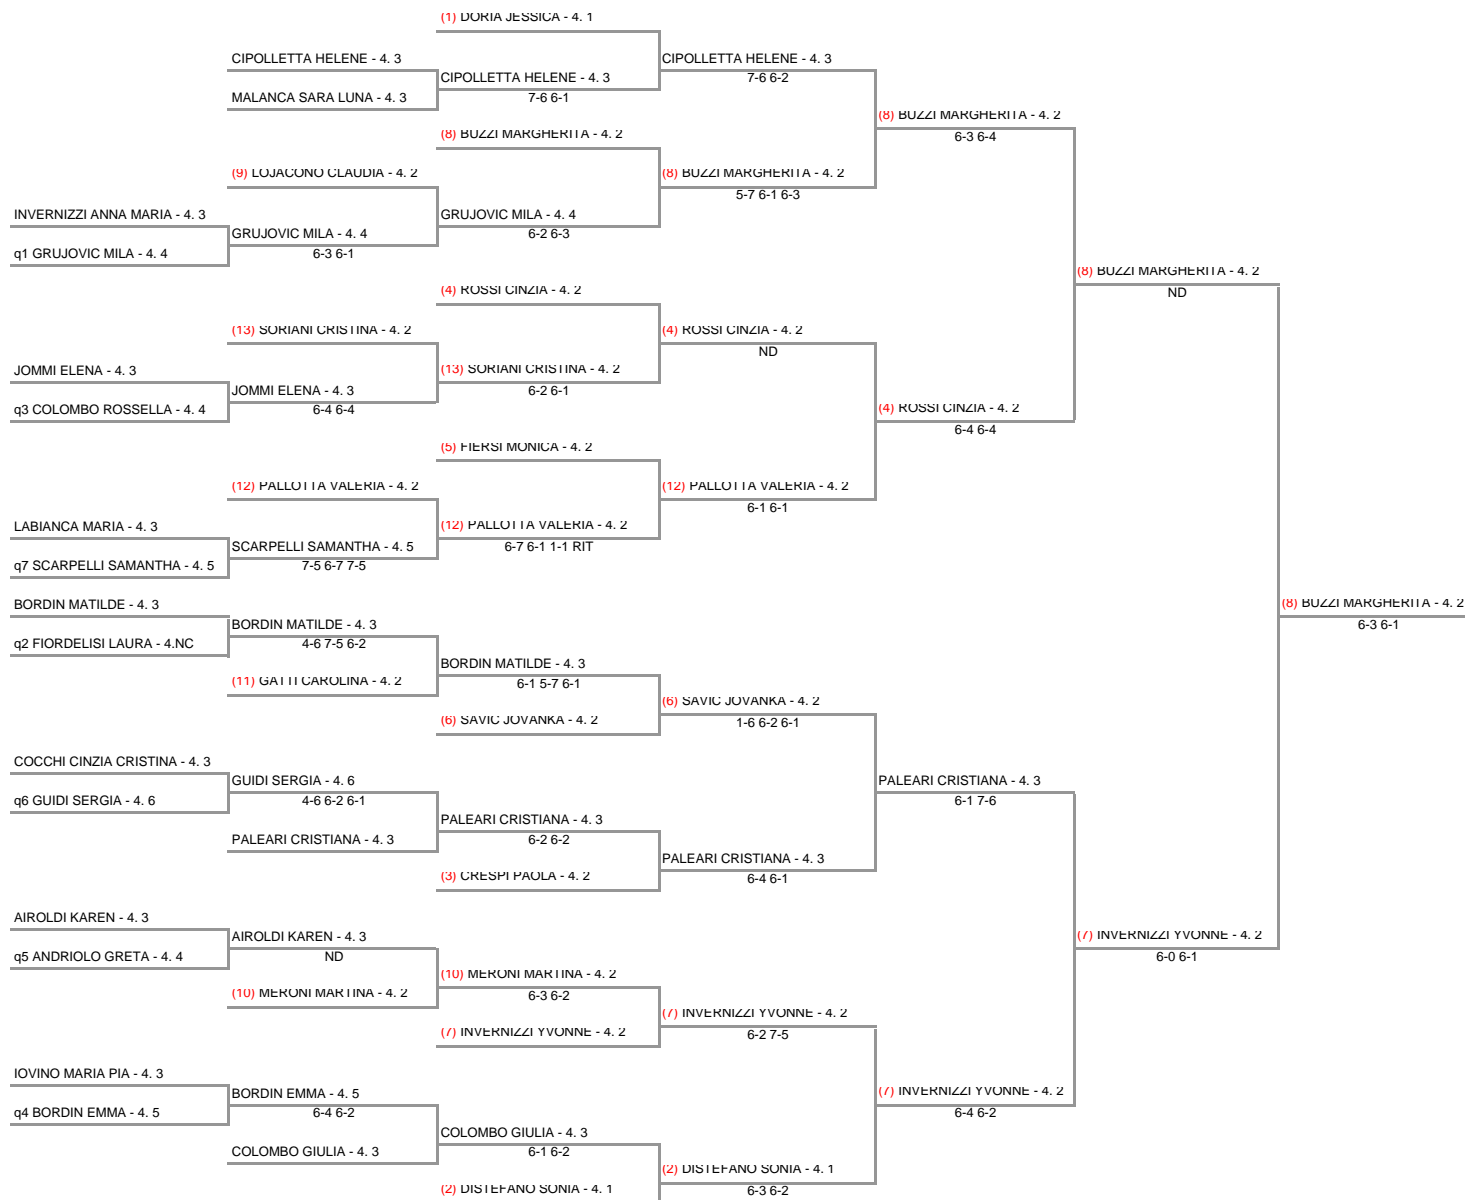 (1) DORIA JESSICA - 4. 1
CIPOLLETTA HELENE - 4. 3
CIPOLLETTA HELENE - 4. 3
7-6 6-2
CIPOLLETTA HELENE - 4. 3
7-6 6-1
MALANCA SARA LUNA - 4. 3
(8) BUZZI MARGHERITA - 4. 2
6-3 6-4
(8) BUZZI MARGHERITA - 4. 2
(9) LOJACONO CLAUDIA - 4. 2
(8) BUZZI MARGHERITA - 4. 2
5-7 6-1 6-3
INVERNIZZI ANNA MARIA - 4. 3
GRUJOVIC MILA - 4. 4
6-2 6-3
GRUJOVIC MILA - 4. 4
6-3 6-1
q1 GRUJOVIC MILA - 4. 4
(8) BUZZI MARGHERITA - 4. 2
ND
(4) ROSSI CINZIA - 4. 2
(13) SORIANI CRISTINA - 4. 2
(4) ROSSI CINZIA - 4. 2
ND
JOMMI ELENA - 4. 3
(13) SORIANI CRISTINA - 4. 2
6-2 6-1
JOMMI ELENA - 4. 3
6-4 6-4
q3 COLOMBO ROSSELLA - 4. 4
(4) ROSSI CINZIA - 4. 2
6-4 6-4
(5) FIERSI MONICA - 4. 2
(12) PALLOTTA VALERIA - 4. 2
(12) PALLOTTA VALERIA - 4. 2
6-1 6-1
LABIANCA MARIA - 4. 3
(12) PALLOTTA VALERIA - 4. 2
6-7 6-1 1-1 RIT
SCARPELLI SAMANTHA - 4. 5
7-5 6-7 7-5
q7 SCARPELLI SAMANTHA - 4. 5
BORDIN MATILDE - 4. 3
(8) BUZZI MARGHERITA - 4. 2
6-3 6-1
BORDIN MATILDE - 4. 3
4-6 7-5 6-2
q2 FIORDELISI LAURA - 4.NC
BORDIN MATILDE - 4. 3
6-1 5-7 6-1
(11) GATTI CAROLINA - 4. 2
(6) SAVIC JOVANKA - 4. 2
1-6 6-2 6-1
(6) SAVIC JOVANKA - 4. 2
COCCHI CINZIA CRISTINA - 4. 3
GUIDI SERGIA - 4. 6
4-6 6-2 6-1
PALEARI CRISTIANA - 4. 3
6-1 7-6
q6 GUIDI SERGIA - 4. 6
PALEARI CRISTIANA - 4. 3
6-2 6-2
PALEARI CRISTIANA - 4. 3
PALEARI CRISTIANA - 4. 3
6-4 6-1
(3) CRESPI PAOLA - 4. 2
AIROLDI KAREN - 4. 3
AIROLDI KAREN - 4. 3
ND
(7) INVERNIZZI YVONNE - 4. 2
6-0 6-1
q5 ANDRIOLO GRETA - 4. 4
(10) MERONI MARTINA - 4. 2
6-3 6-2
(10) MERONI MARTINA - 4. 2
(7) INVERNIZZI YVONNE - 4. 2
6-2 7-5
(7) INVERNIZZI YVONNE - 4. 2
IOVINO MARIA PIA - 4. 3
BORDIN EMMA - 4. 5
6-4 6-2
(7) INVERNIZZI YVONNE - 4. 2
6-4 6-2
q4 BORDIN EMMA - 4. 5
COLOMBO GIULIA - 4. 3
6-1 6-2
COLOMBO GIULIA - 4. 3
(2) DISTEFANO SONIA - 4. 1
6-3 6-2
(2) DISTEFANO SONIA - 4. 1